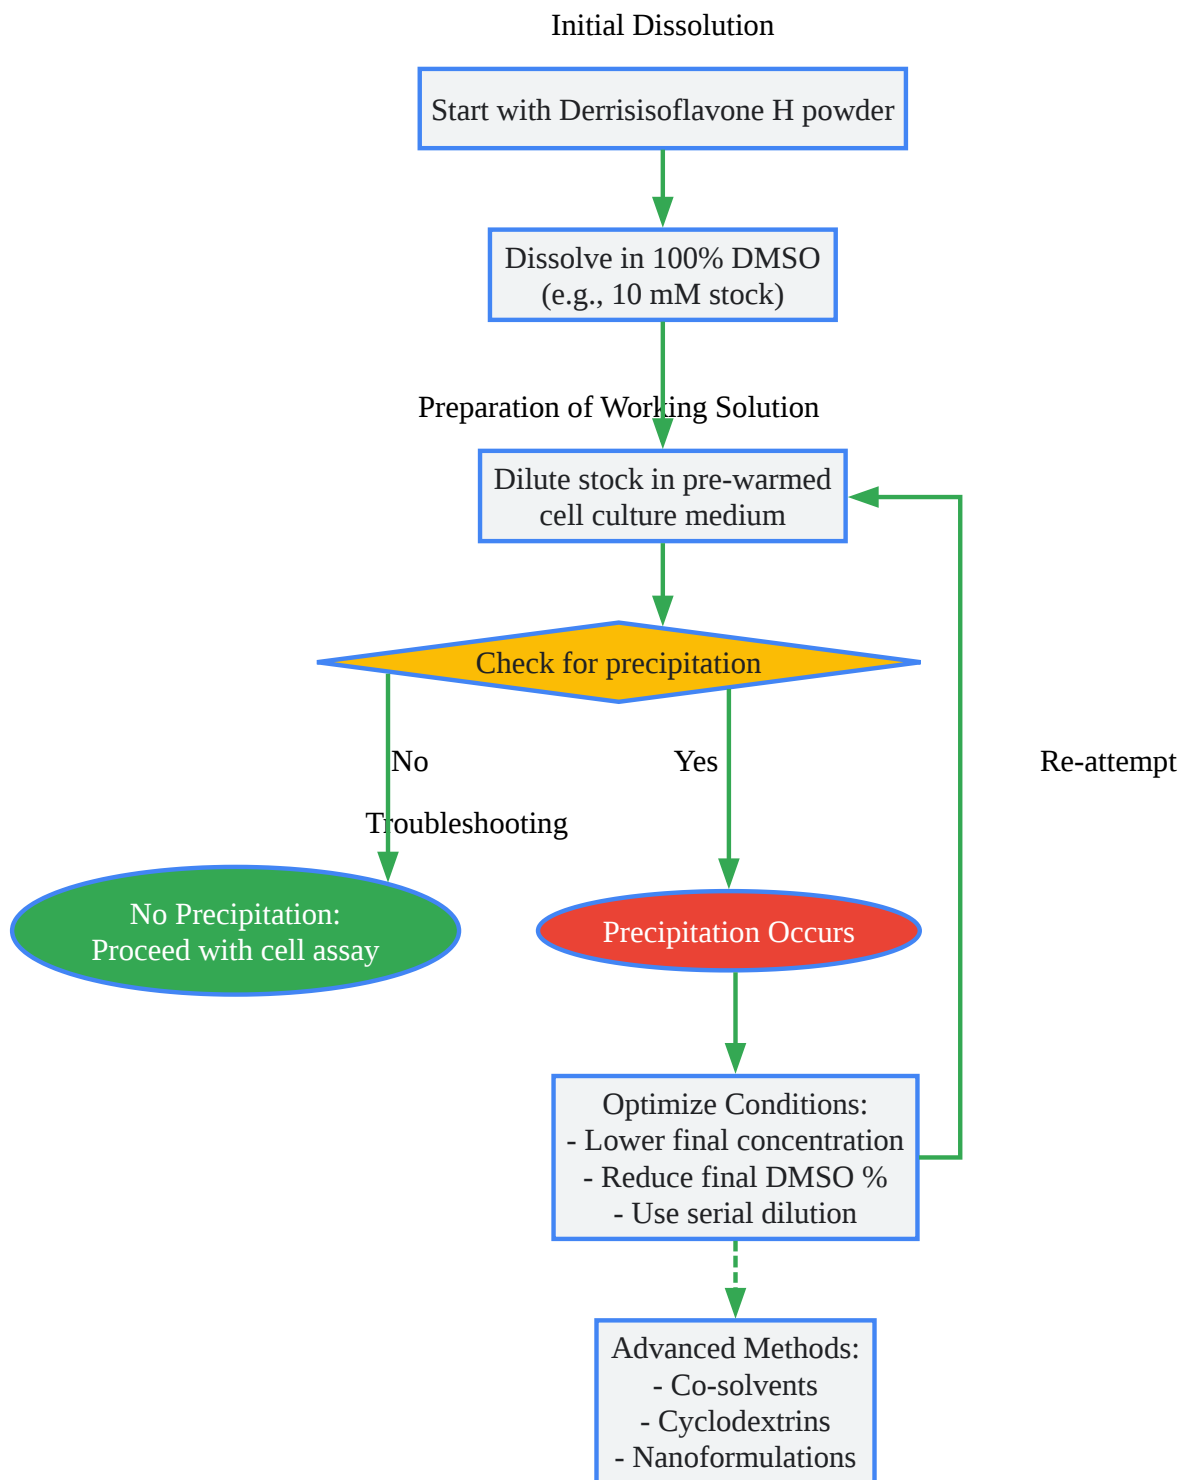 Initial Dissolution
Start with Derrisisoflavone H powder
Dissolve in 100% DMSO
(e.g., 10 mM stock)
Preparation of Working Solution
Dilute stock in pre-warmed
cell culture medium
Check for precipitation
No
Yes
Re-attempt
Troubleshooting
No Precipitation:
Proceed with cell assay
Precipitation Occurs
Optimize Conditions:
- Lower final concentration
- Reduce final DMSO %
- Use serial dilution
Advanced Methods:
- Co-solvents
- Cyclodextrins
- Nanoformulations